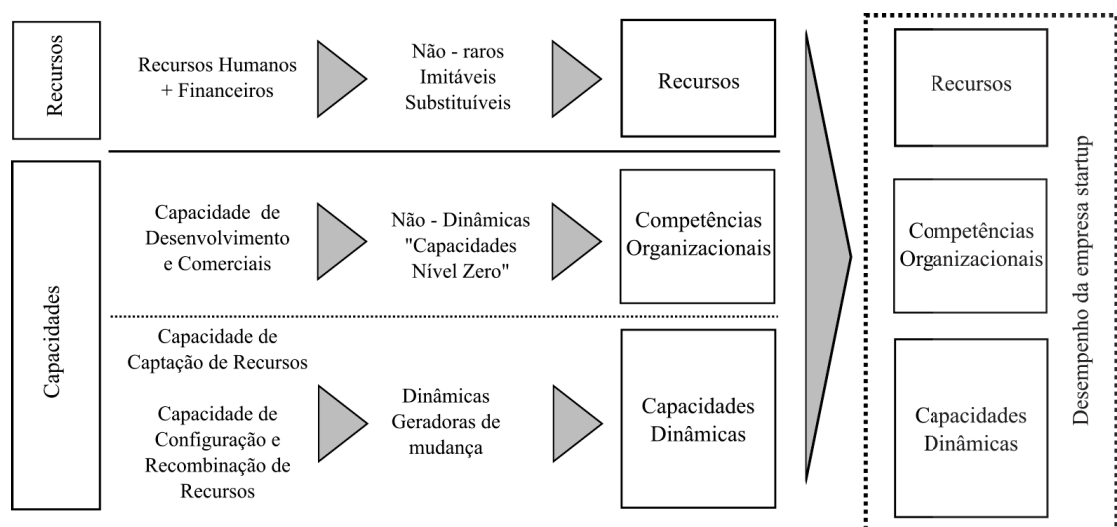 Recursos
Recursos Humanos
+ Financeiros
Não - raros
Imitáveis
Substituíveis
Recursos
Recursos
Capacidades
Capacidade de
Desenvolvimento
e Comerciais
Não - Dinâmicas
"Capacidades
Nível Zero"
Competências
Organizacionais
Competências
Organizacionais
Capacidade de
Captação de Recursos
Capacidade de
Configuração e
Recombinação de
Recursos
Dinâmicas
Geradoras de
mudança
Capacidades
Dinâmicas
Capacidades
Dinâmicas
Desempenho da empresa startup